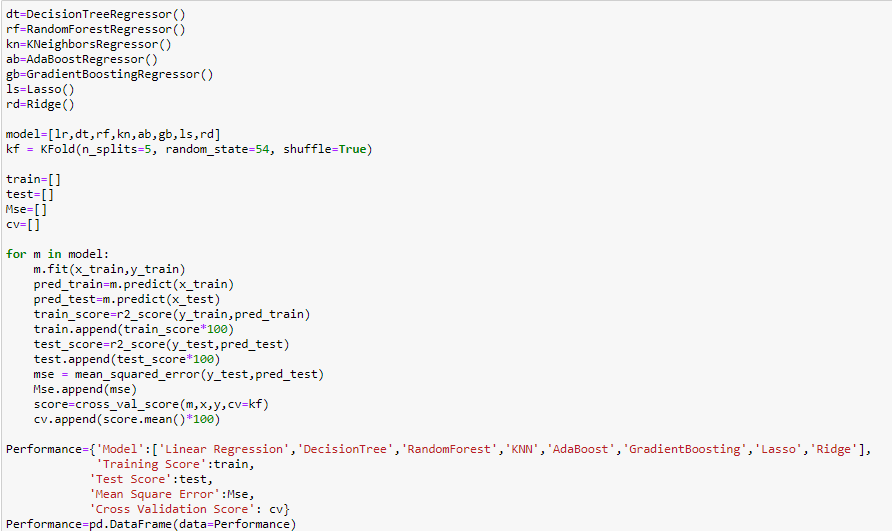 dt=DecisionTreeRegressor()
rf=RandomForestRegressor()
kn=KNeighborsRegressor()
ab=AdaBoostRegressor()
gb=GradientBoostingRegressor()
ls=Lasso()
rd=Ridge()

model=[lr,dt,rf,kn,ab,gb,ls,rd]
kf = KFold(n_splits=5, random_state=54, shuffle=True)

train=[]
test=[]
Mse=[]
cv=[]

for m in model:
    m.fit(x_train,y_train)
    pred_train=m.predict(x_train)
    pred_test=m.predict(x_test)
    train_score=r2_score(y_train,pred_train)
    train.append(train_score*100)
    test_score=r2_score(y_test,pred_test)
    test.append(test_score*100)
    mse = mean_squared_error(y_test,pred_test)
    Mse.append(mse)
    score=cross_val_score(m,x,y,cv=kf)
    cv.append(score.mean()*100)

Performance={'Model':['Linear Regression','DecisionTree','RandomForest','KNN','AdaBoost','GradientBoosting','Lasso','Ridge'],
            'Training Score':train,
           'Test Score':test,
           'Mean Square Error':Mse,
           'Cross Validation Score': cv}
Performance=pd.DataFrame(data=Performance)